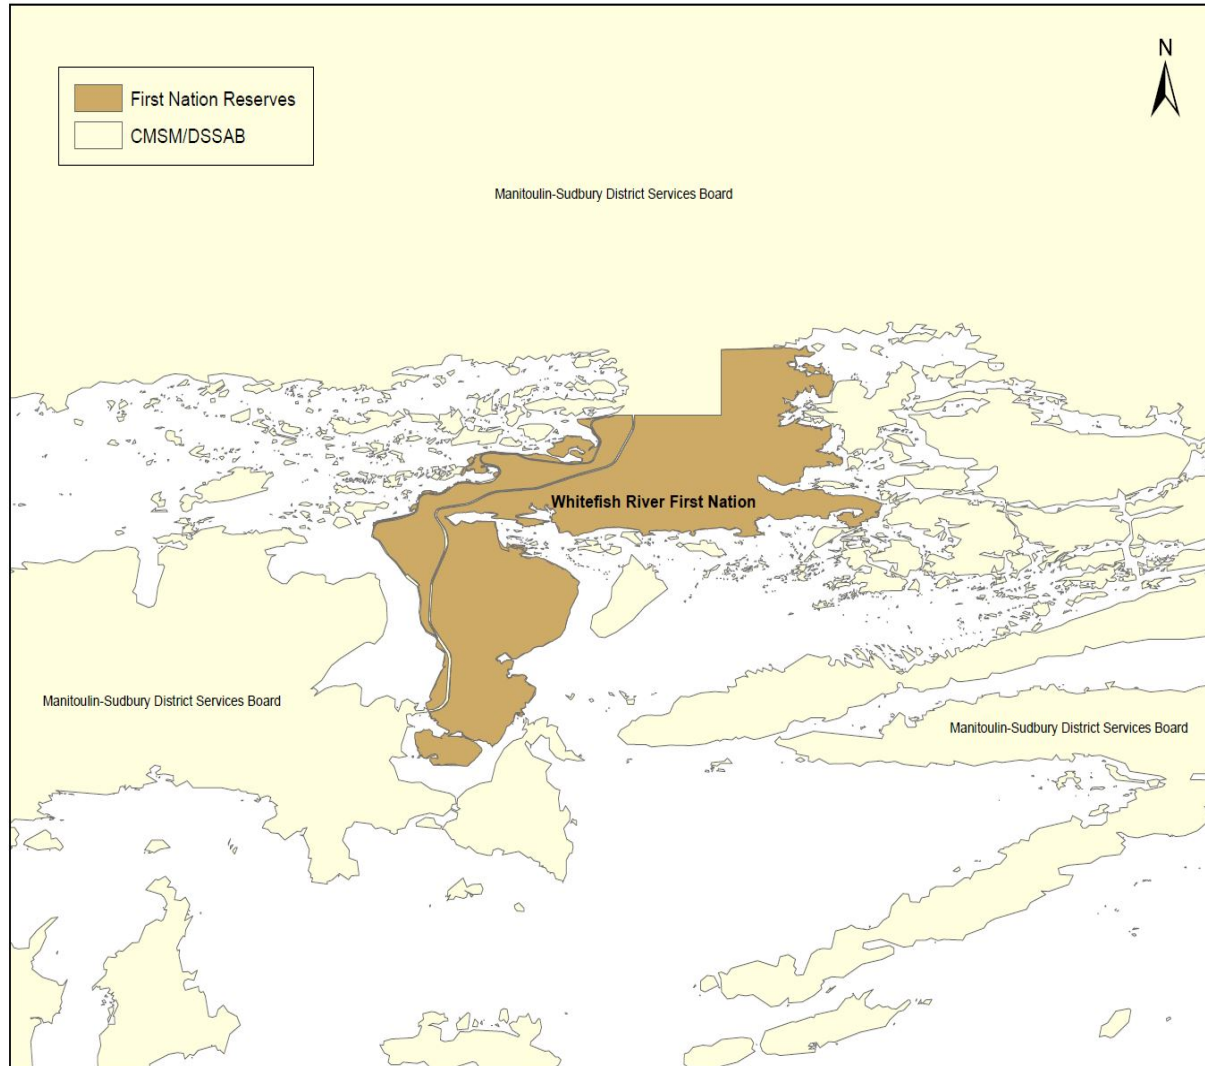 N
First Nation Reserves
CMSM/DSSAB
Manitoulin-Sudbury District Services Board
Whitefish River First Nation
Manitoulin-Sudbury District Services Board
Manitoulin-Sudbury District Services Board